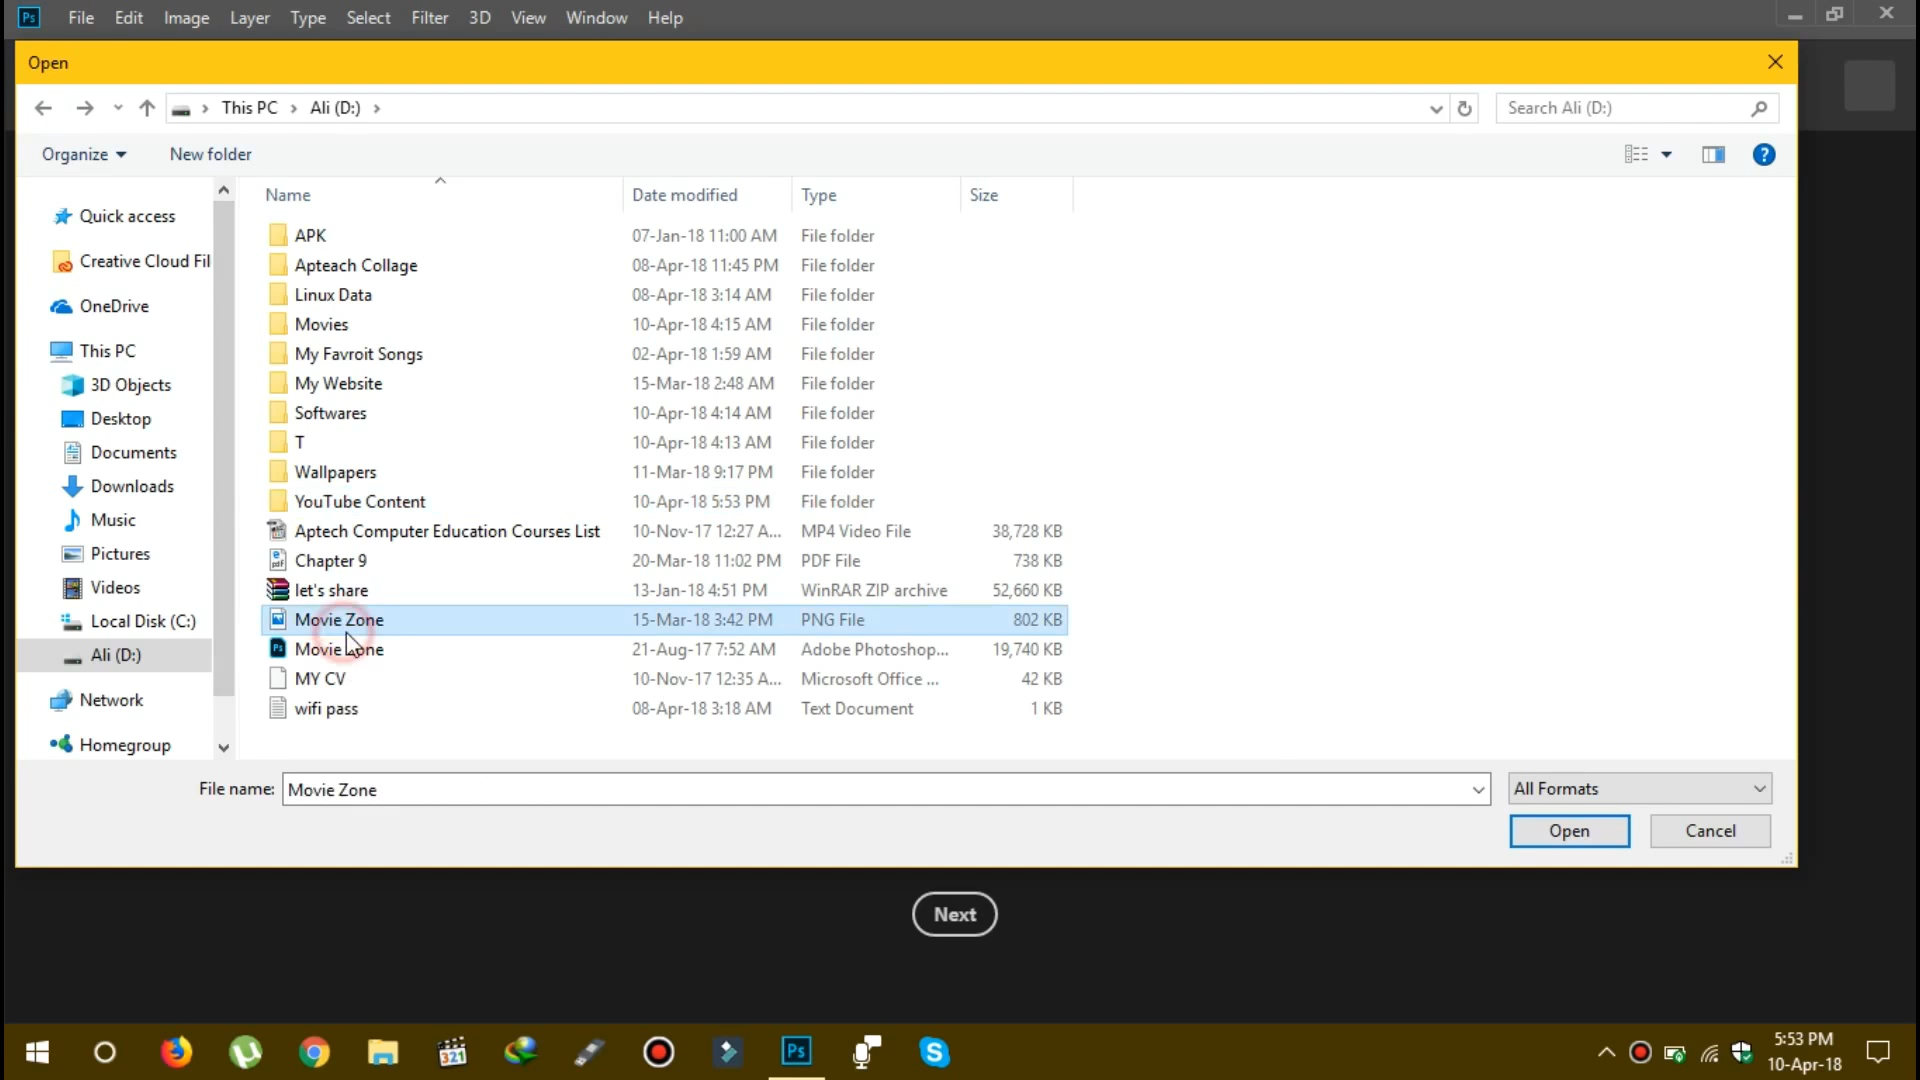 Ps File Edit Image Layer Type Select Filter 3D View Window Help
Open
This PC Ali (D:)
Search Ali (D:)
Organize New folder
Name Date modified Type Size
Quick access
Creative Cloud Fil
OneDrive
This PC
3D Objects
Desktop
Documents
Downloads
Music
Pictures
Videos
Local Disk (C:)
Ali (D:)
Network
Homegroup
APK 07-Jan-18 11:00 AM File folder
Apteach Collage 08-Apr-18 11:45 PM File folder
Linux Data 08-Apr-18 3:14 AM File folder
Movies 10-Apr-18 4:15 AM File folder
My Favroit Songs 02-Apr-18 1:59 AM File folder
My Website 15-Mar-18 2:48 AM File folder
Softwares 10-Apr-18 4:14 AM File folder
T 10-Apr-18 4:13 AM File folder
Wallpapers 11-Mar-18 9:17 PM File folder
YouTube Content 10-Apr-18 5:53 PM File folder
Aptech Computer Education Courses List 10-Nov-17 12:27 A... MP4 Video File 38,728 KB
Chapter 9 20-Mar-18 11:02 PM PDF File 738 KB
let's share 13-Jan-18 4:51 PM WinRAR ZIP archive 52,660 KB
Movie Zone 15-Mar-18 3:42 PM PNG File 802 KB
Movie 21-Aug-17 7:52 AM Adobe Photoshop... 19,740 KB
MY CV 10-Nov-17 12:35 A... Microsoft Office ... 42 KB
wifi pass 08-Apr-18 3:18 AM Text Document 1 KB
File name: Movie Zone All Formats
Open Cancel
Next
321
Ps
5:53 PM
10-Apr-18